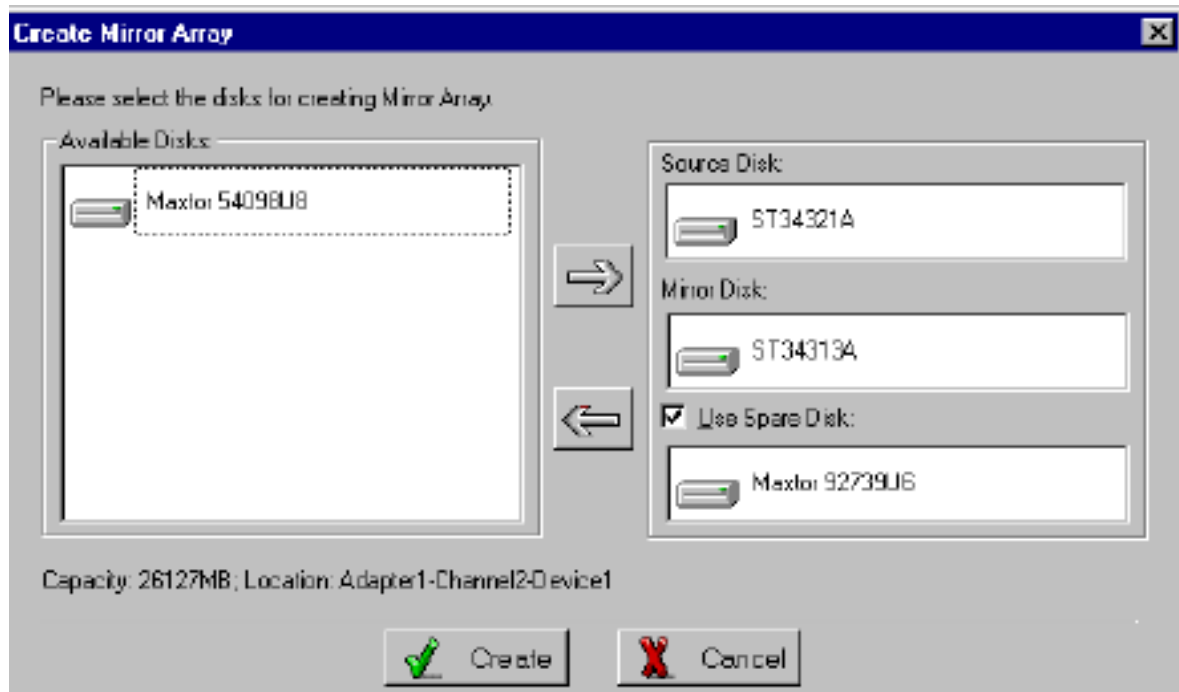 Create Mirror Array
Please select the disks for creating Mirror Array.
Available Disks:
Maxtor 54098U8
Source Disk:
ST34321A
Mirror Disk:
ST34313A
Use Spare Disk:
Maxtor 92739U6
Capacity: 26127MB; Location: Adapter1-Channel2-Device1
Create
Cancel